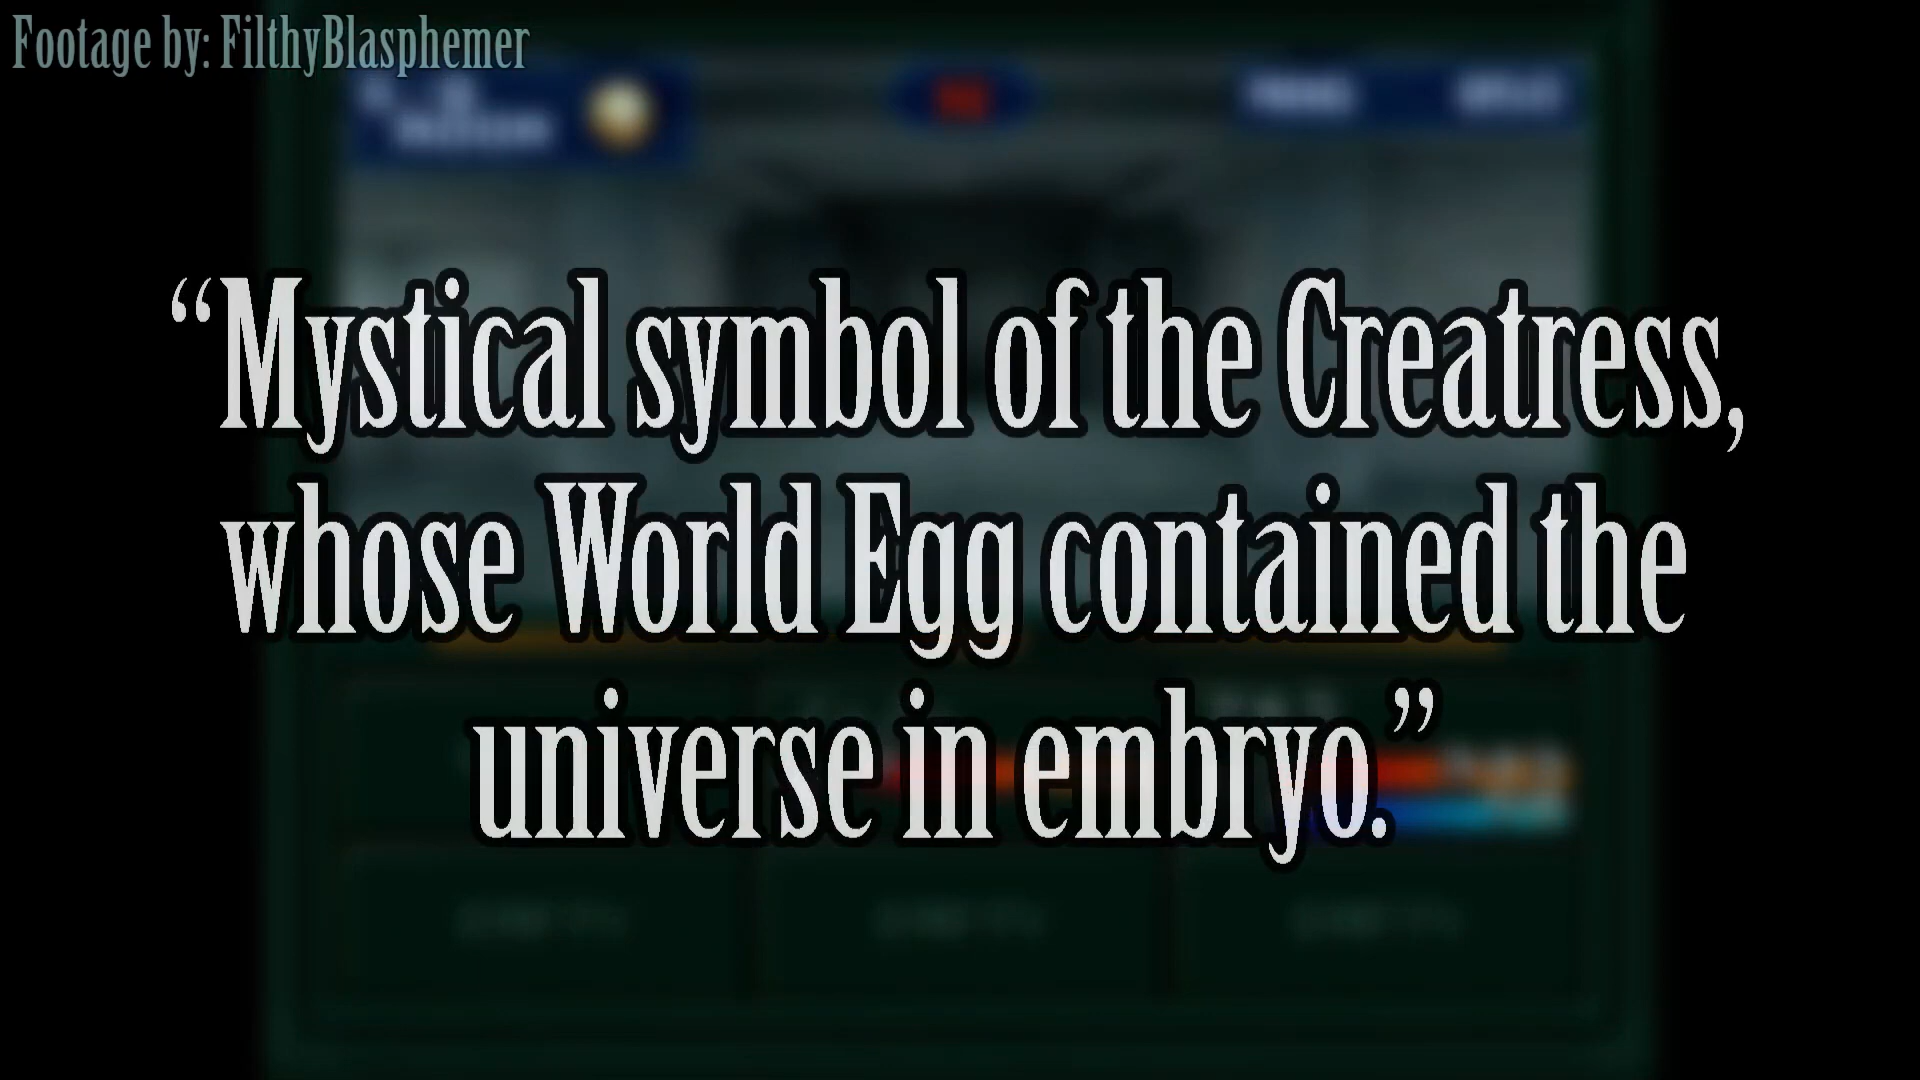 Footage by: FilthyBlasphemer
“Mystical symbol of the Creatress,
whose World Egg contained the
universe in embryo.”